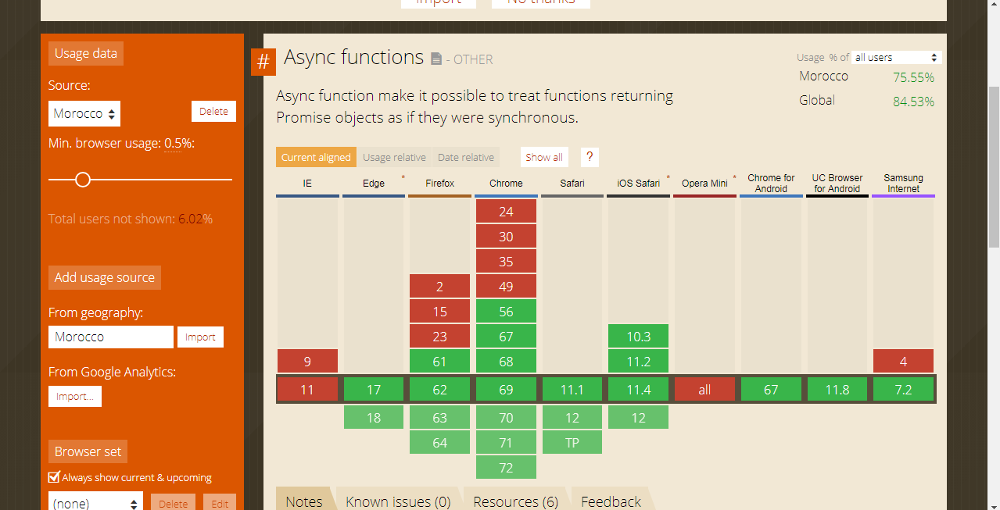 Import No thanks
Usage data
Source:
Morocco Delete
Min. browser usage: 0.5%:
Total users not shown: 6.02%
Add usage source
From geography:
Morocco Import
From Google Analytics:
Import...
Browser set
Always show current & upcoming
(none) Delete Edit
# Async functions - OTHER
Usage % of all users
Morocco 75.55%
Global 84.53%
Async function make it possible to treat functions returning
Promise objects as if they were synchronous.
Current aligned Usage relative Date relative Show all ?
IE Edge * Firefox Chrome Safari iOS Safari * Opera Mini * Chrome for Android UC Browser for Android Samsung Internet
24
30
35
2 49
15 56
23 67 10.3
9 61 68 11.2 4
11 17 62 69 11.1 11.4 all 67 11.8 7.2
18 63 70 12 12
64 71 TP
72
Notes Known issues (0) Resources (6) Feedback